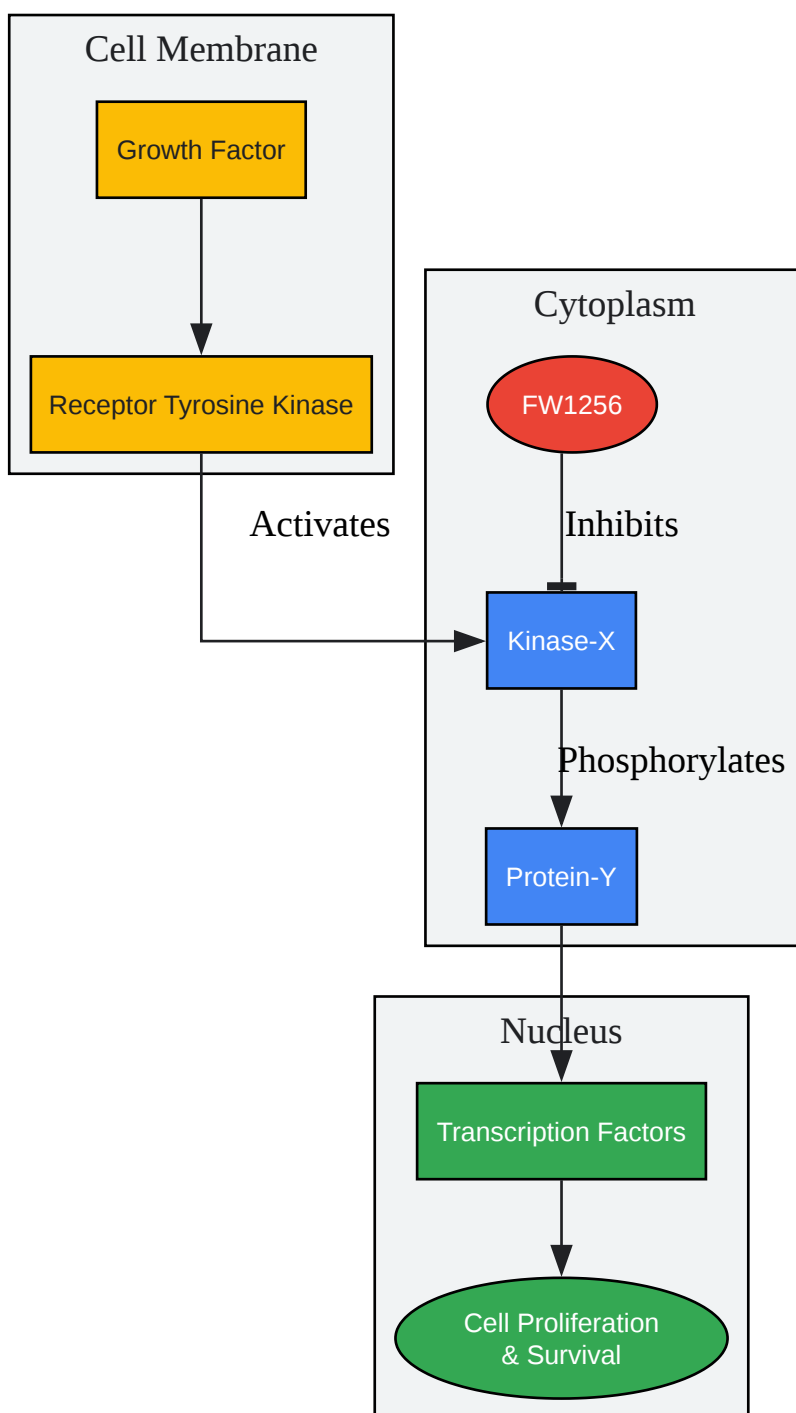 Cell Membrane
Growth Factor
Receptor Tyrosine Kinase
Activates
Cytoplasm
FW1256
Inhibits
Kinase-X
Phosphorylates
Protein-Y
Nucleus
Transcription Factors
Cell Proliferation
& Survival